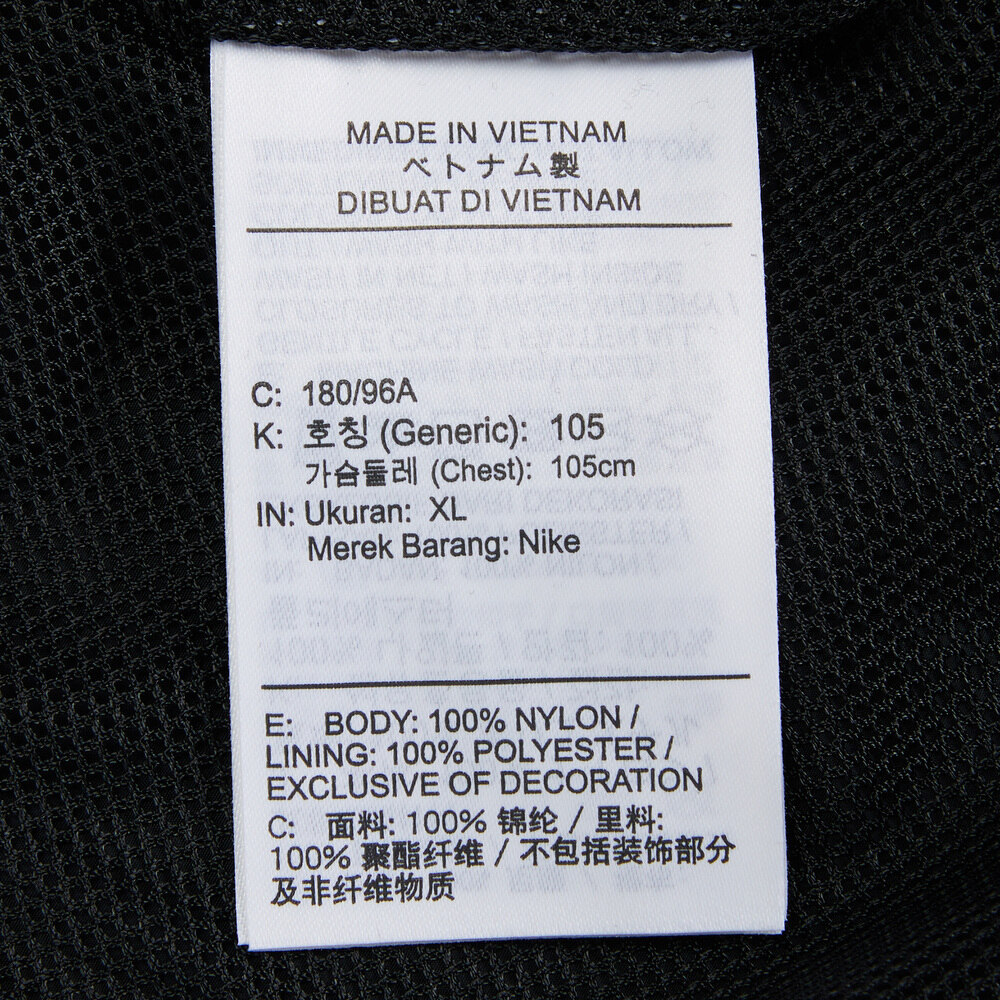 MADE IN VIETNAM
ベトナム製
DIBUAT DI VIETNAM
C: 180/96A
K: 호칭 (Generic): 105
가슴둘레 (Chest): 105cm
IN: Ukuran: XL
Merek Barang: Nike
E: BODY: 100% NYLON /
LINING: 100% POLYESTER /
EXCLUSIVE OF DECORATION
C: 面料: 100% 锦纶 / 里料:
100% 聚酯纤维 / 不包括装饰部分
及非纤维物质